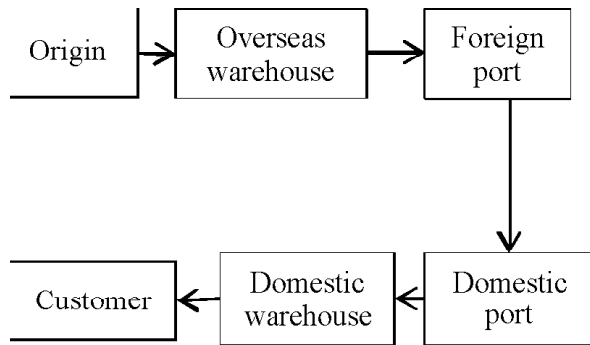 Origin
Overseas
warehouse
Foreign
port
Customer
Domestic
warehouse
Domestic
port